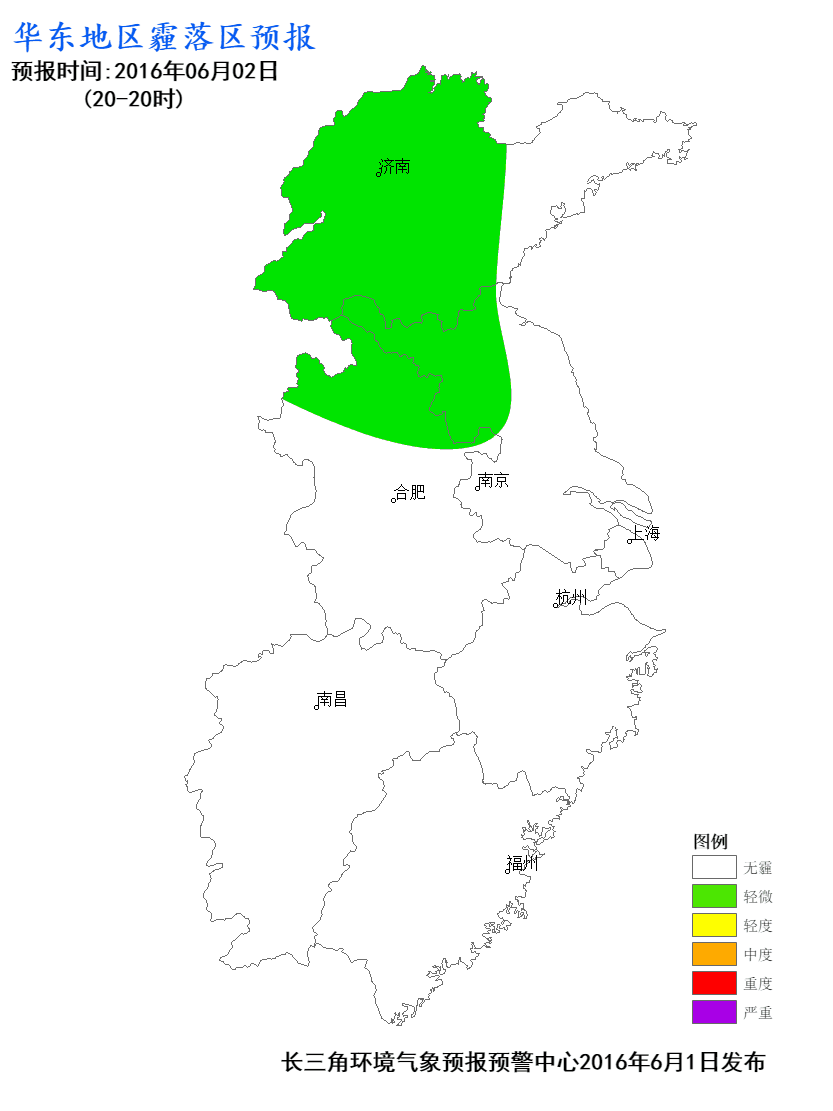 华东地区霾落区预报
预报时间:2016年06月02日
(20-20时)
济南
南京
合肥
上海
杭州
南昌
福州
图例
无霾
轻微
轻度
中度
重度
严重
长三角环境气象预报预警中心2016年6月1日发布